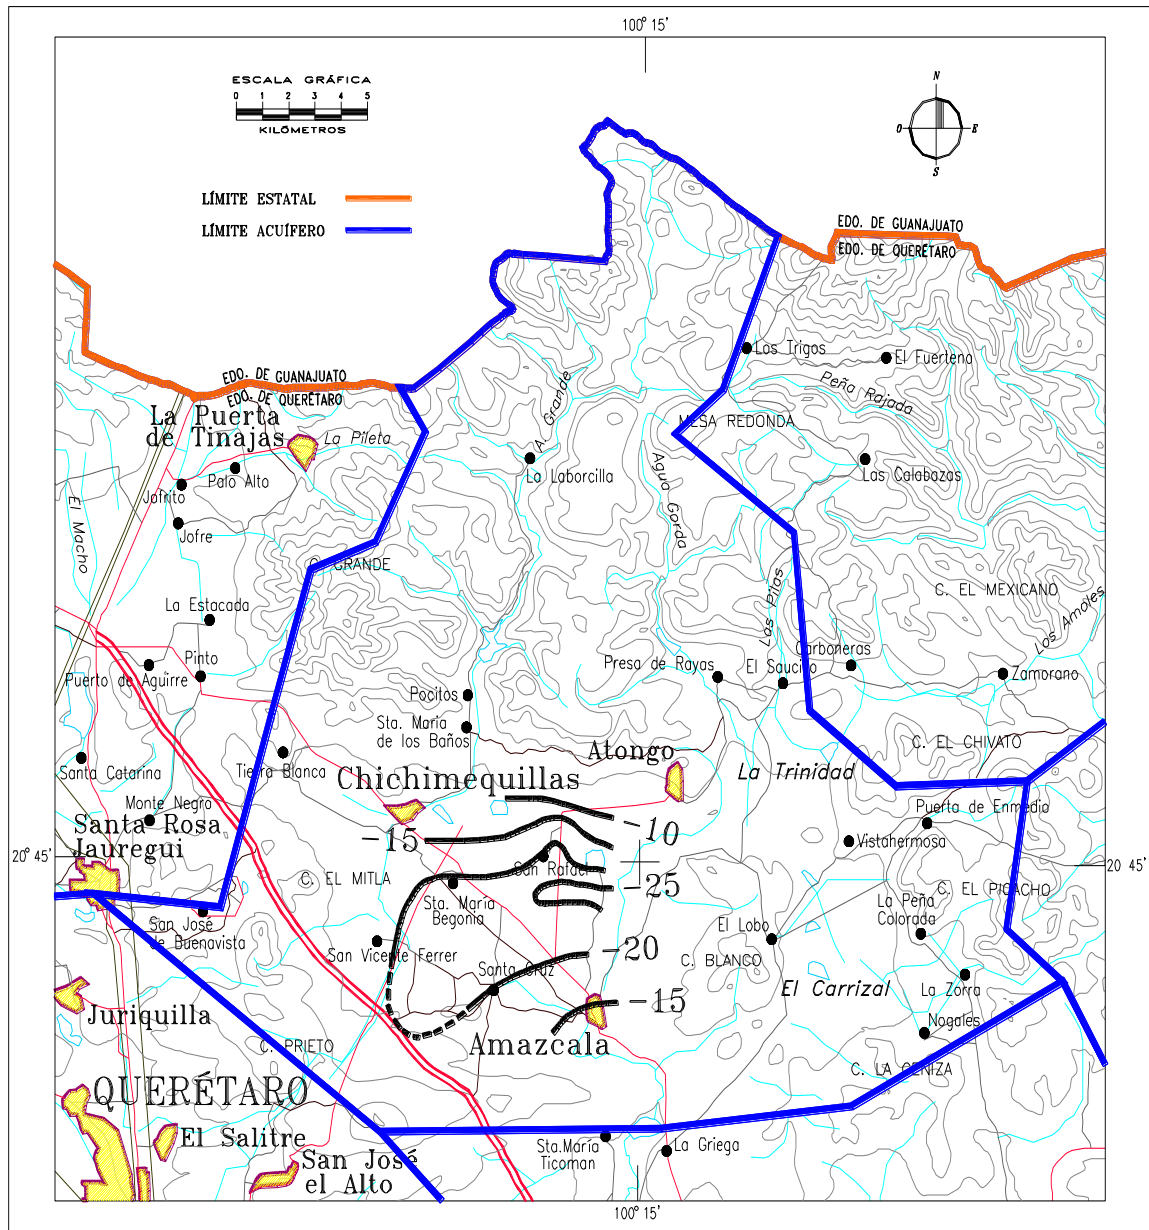 100° 15'
ESCALA GRÁFICA
0 1 2 3 4 5
KILÓMETROS
N
O E
S
LÍMITE ESTATAL
LÍMITE ACUÍFERO
EDO. DE GUANAJUATO
EDO. DE QUERÉTARO
Los Trigos
El Fuerteno
EDO. DE GUANAJUATO
EDO. DE QUERÉTARO
Peña Rajada
La Puerta
de Tinajas
La Pileta
A. Grande
MESA REDONDA
Palo Alto
Jofrito
La Laborcilla
Agua Gorda
Las Calabazas
El Macho
Jofre
C. GRANDE
Las Pilas
C. EL MEXICANO
Los Amoles
La Estacada
Pinto
Puerto de Aguirre
Presa de Rayas
El Saucillo
Carboneras
Zamorano
Pocitos
Sta. María
de los Baños
Atongo
C. EL CHIVATO
Santa Catarina
Tierra Blanca
Chichimequillas
La Trinidad
Monte Negro
Puerta de Enmedio
Santa Rosa
Jauregui
-15
-10
Vistahermosa
20° 45'
20° 45'
San Rafael
C. EL MITLA
-25
C. EL PICACHO
Sta. María
Begonia
La Peña
Colorada
San José
de Buenavista
El Lobo
San Vicente Ferrer
-20
C. BLANCO
Santa Cruz
El Carrizal
La Zorra
-15
Juriquilla
Nogales
C. PRIETO
Amazcala
C. LA CENIZA
QUERÉTARO
El Salitre
Sta.María
Ticoman
La Griega
San José
el Alto
100° 15'